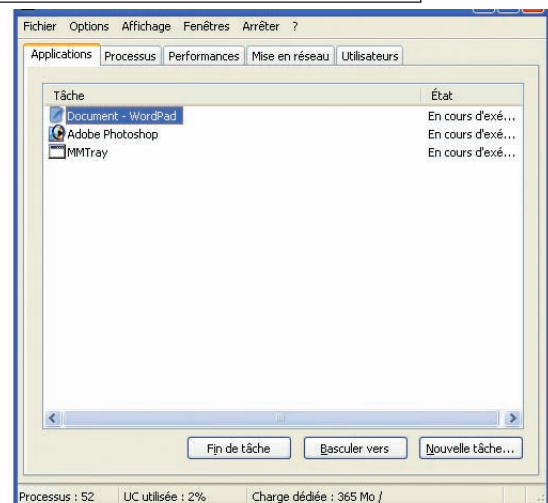 Fichier Options Affichage Fenêtres Arrêter ?
Applications Processus Performances Mise en réseau Utilisateurs
Tâche État
Document - WordPad En cours d'exé...
Adobe Photoshop En cours d'exé...
MMTray En cours d'exé...
Fin de tâche Basculer vers Nouvelle tâche...
Processus : 52 UC utilisée : 2% Charge dédiée : 365 Mo /